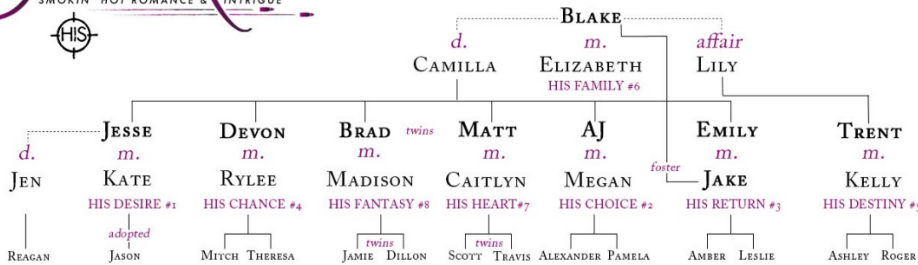 SMOKIN' HOT ROMANCE & INTRIGUE
HIS
BLAKE
d. m. affair
CAMILLA ELIZABETH LILY
HIS FAMILY #6
JESSE DEVON BRAD twins MATT AJ EMILY TRENT
d. m. m. m. m. m. m. m.
foster
JEN KATE RYLEE MADISON CAITLYN MEGAN JAKE KELLY
HIS DESIRE #1 HIS CHANCE #4 HIS FANTASY #8 HIS HEART #7 HIS CHOICE #2 HIS RETURN #3 HIS DESTINY #5
adopted twins twins
REAGAN JASON MITCH THERESA JAMIE DILLON SCOTT TRAVIS ALEXANDER PAMELA AMBER LESLIE ASHLEY ROGER